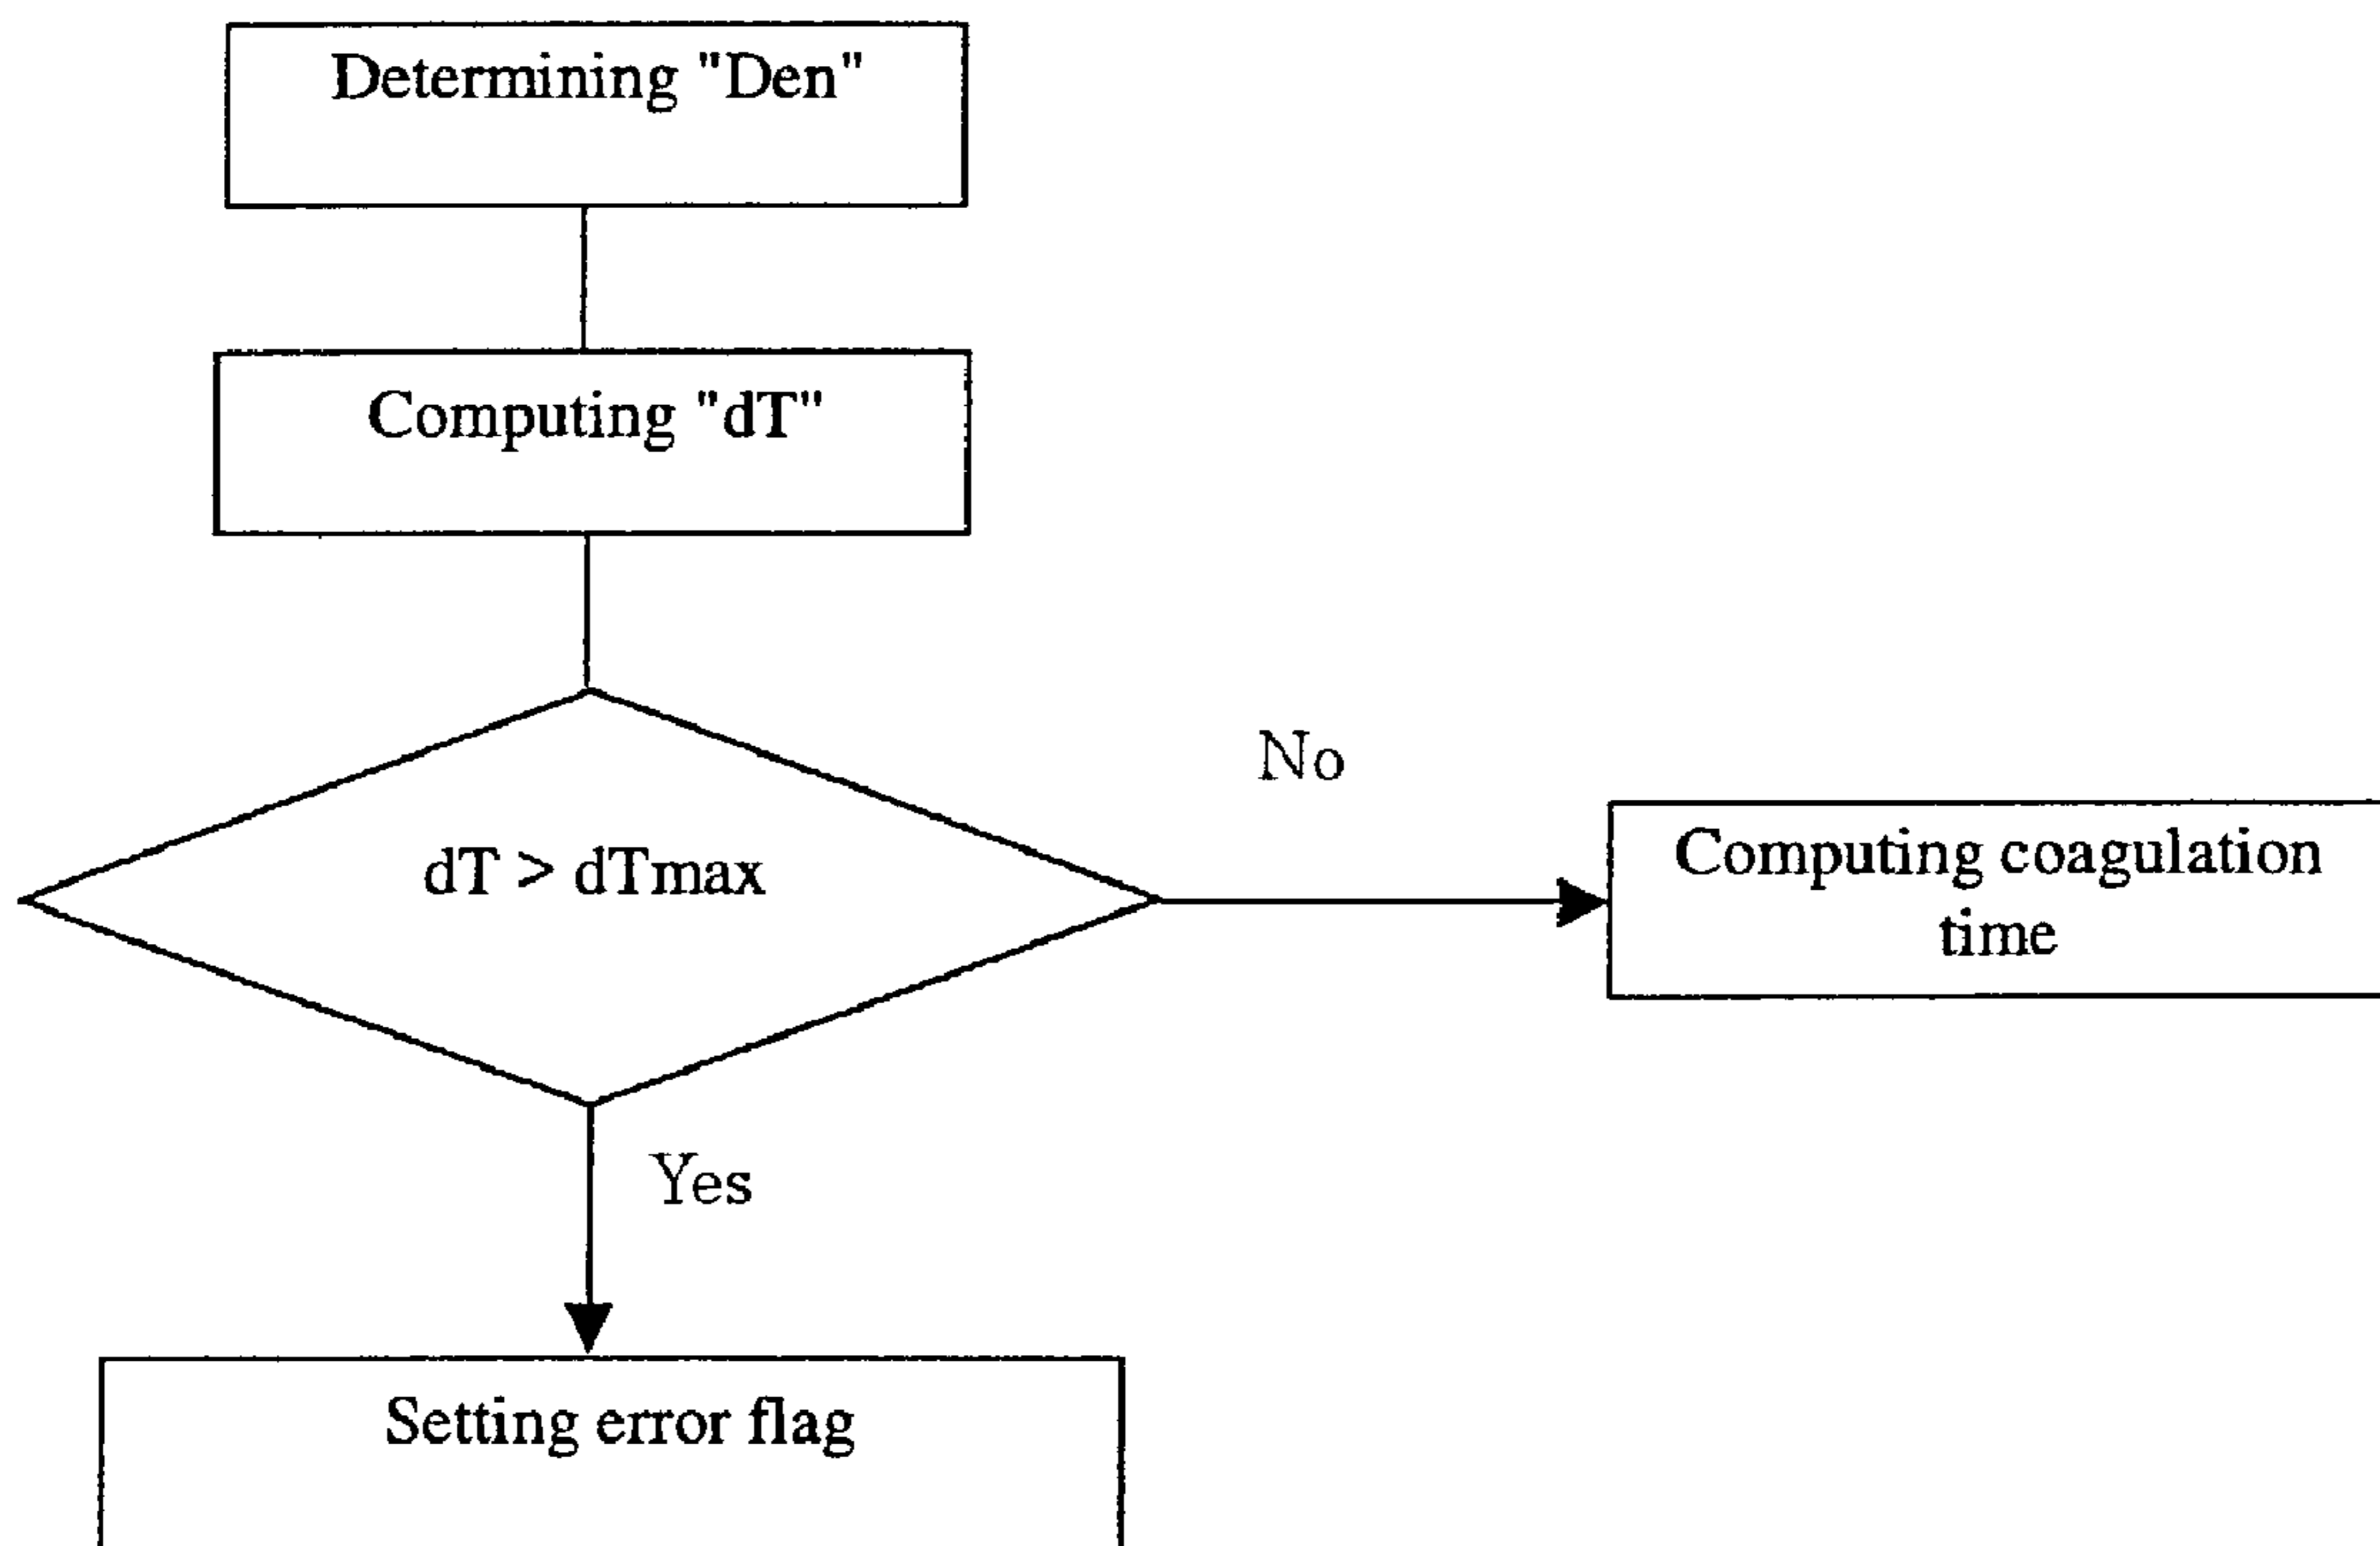 Determining "Den"
Computing "dT"
No
dT > dTmax
Computing coagulation
time
Yes
Setting error flag